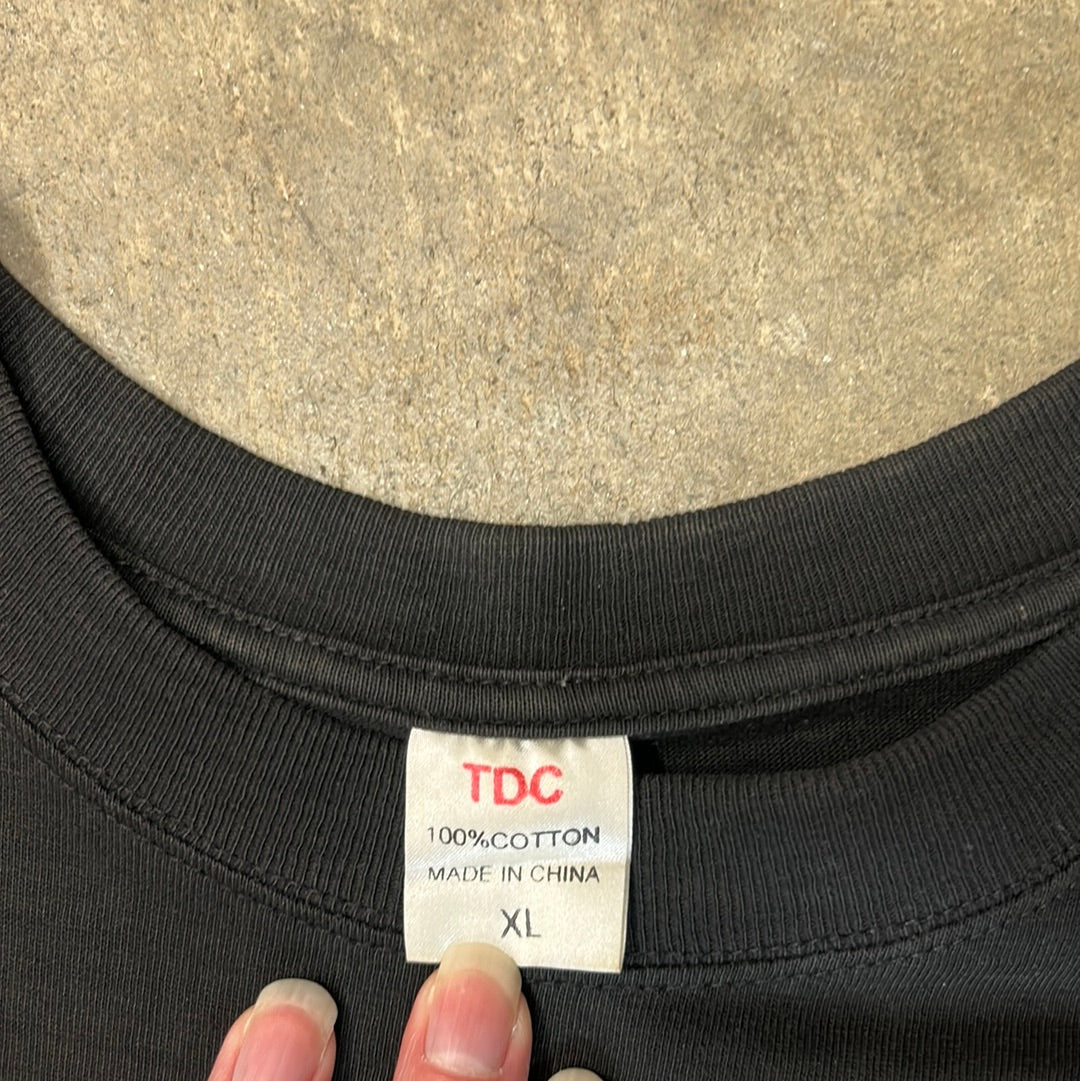 TDC
100%COTTON
MADE IN CHINA
XL